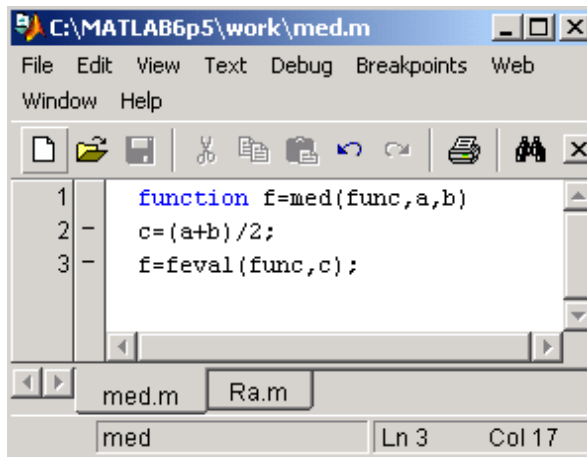 C:\MATLAB6p5\work\med.m
File Edit View Text Debug Breakpoints Web
Window Help
1 function f=med(func,a,b)
2 - c=(a+b)/2;
3 - f=feval(func,c);
med.m Ra.m
med Ln 3 Col 17